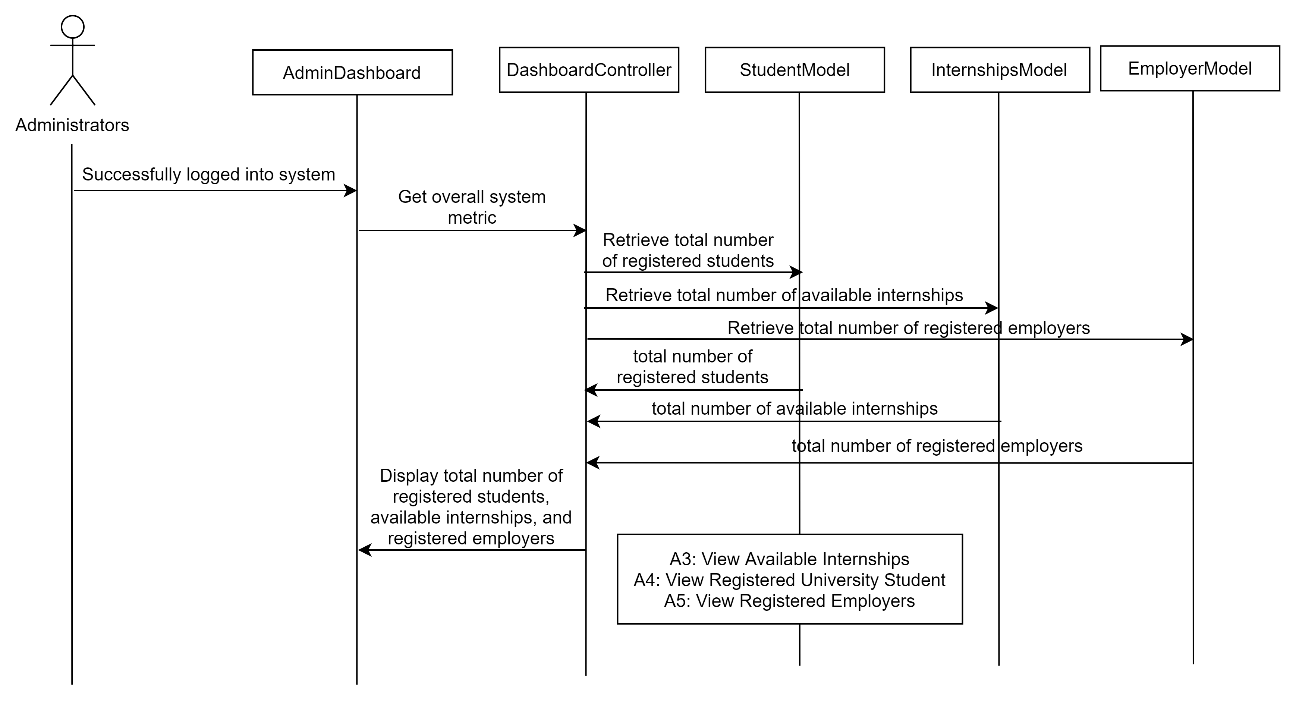 Administrators
AdminDashboard
DashboardController
StudentModel
InternshipsModel
EmployerModel
Successfully logged into system
Get overall system
metric
Retrieve total number
of registered students
Retrieve total number of available internships
Retrieve total number of registered employers
total number of
registered students
total number of available internships
total number of registered employers
Display total number of
registered students,
available internships, and
registered employers
A3: View Available Internships
A4: View Registered University Student
A5: View Registered Employers